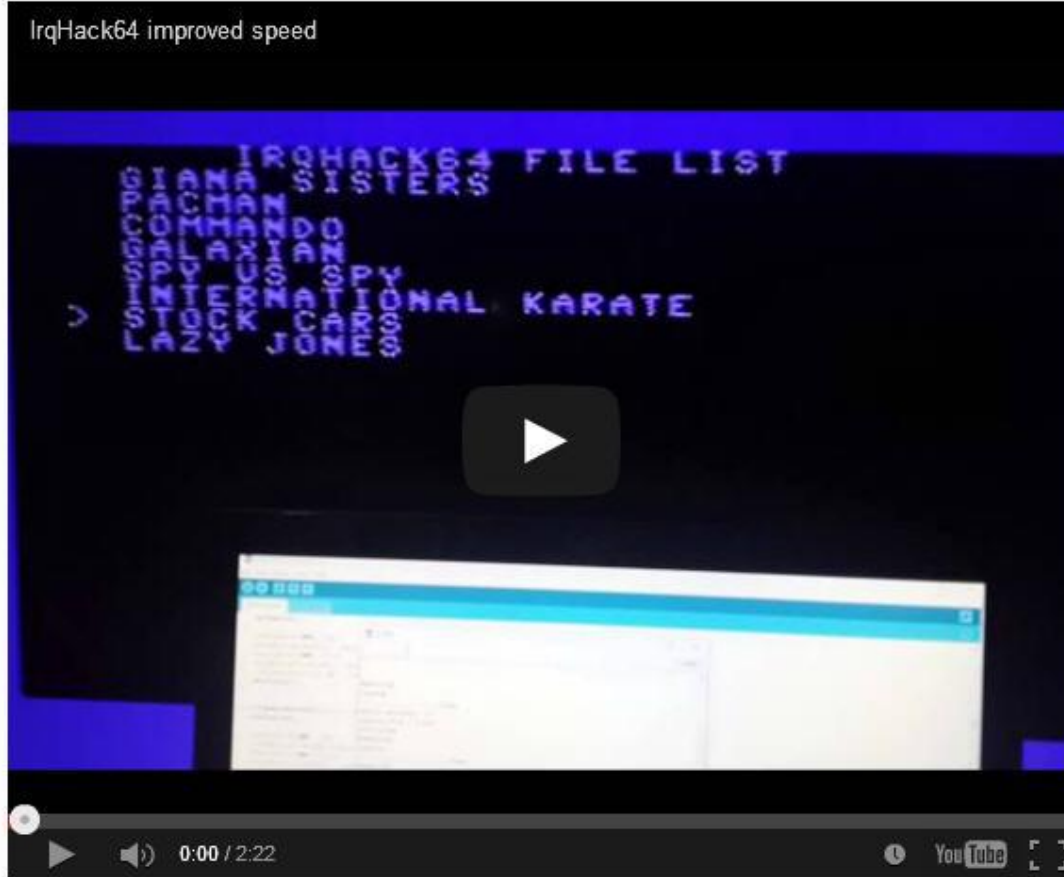 IrqHack64 improved speed
IRQHACK64 FILE LIST
GIANA SISTERS
PACMAN
COMMANDO
GALAXIAN
SPY VS SPY
INTERNATIONAL KARATE
> STOCK CARS
LAZY JONES
0:00 / 2:22
YouTube